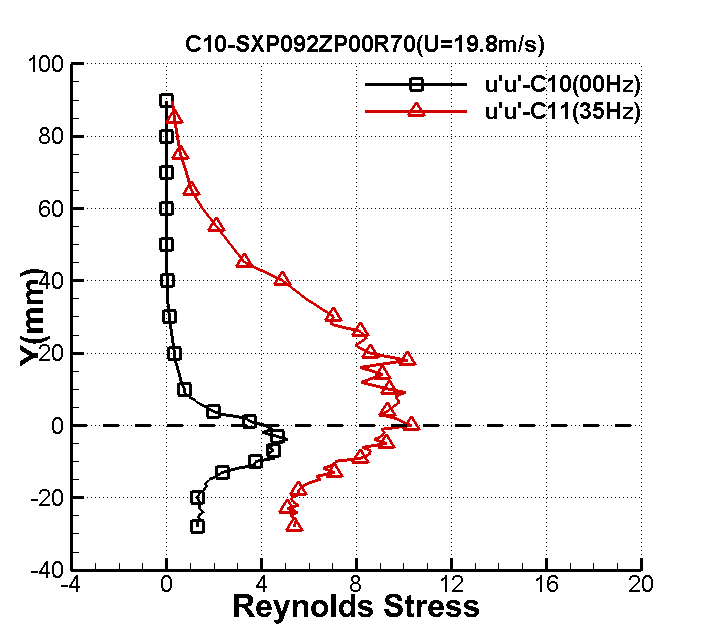 C10-SXP092ZP00R70(U=19.8m/s)
u'u'-C10(00Hz)
u'u'-C11(35Hz)
100
80
60
40
20
0
-20
-40
Y(mm)
-4 0 4 8 12 16 20
Reynolds Stress